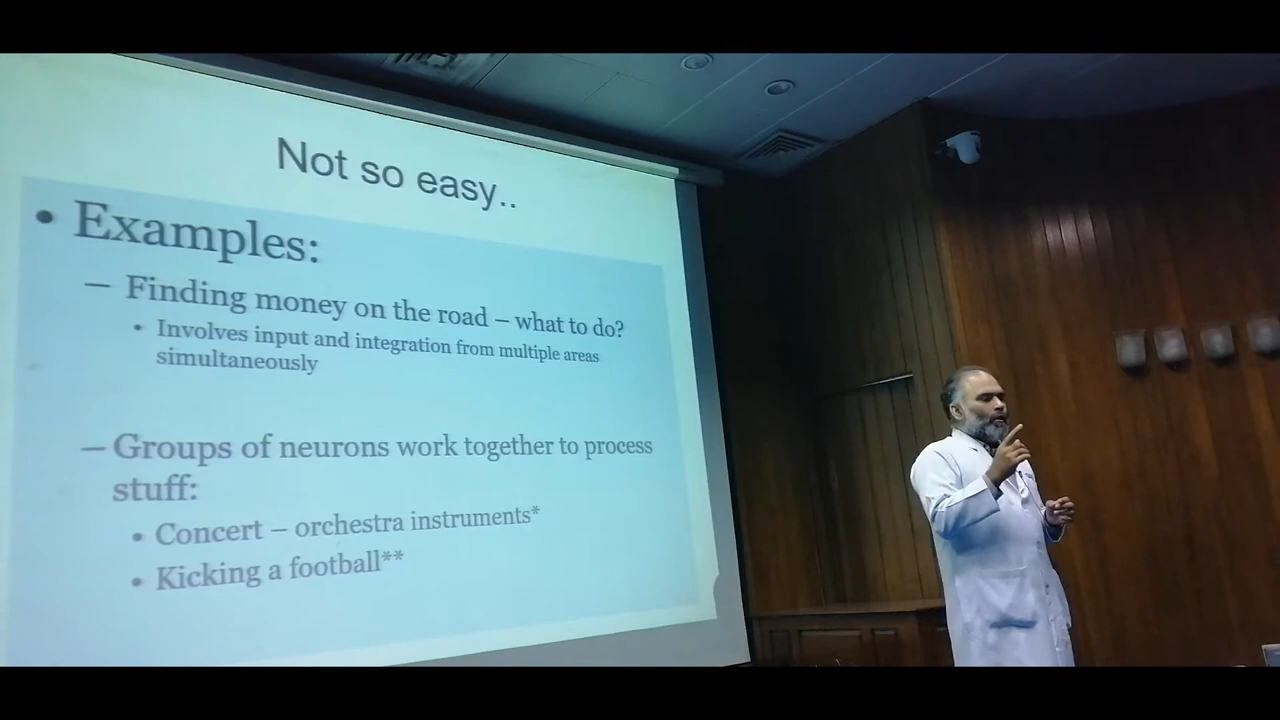 Not so easy..
• Examples:
– Finding money on the road – what to do?
• Involves input and integration from multiple areas
simultaneously
– Groups of neurons work together to process
stuff:
• Concert – orchestra instruments*
• Kicking a football**